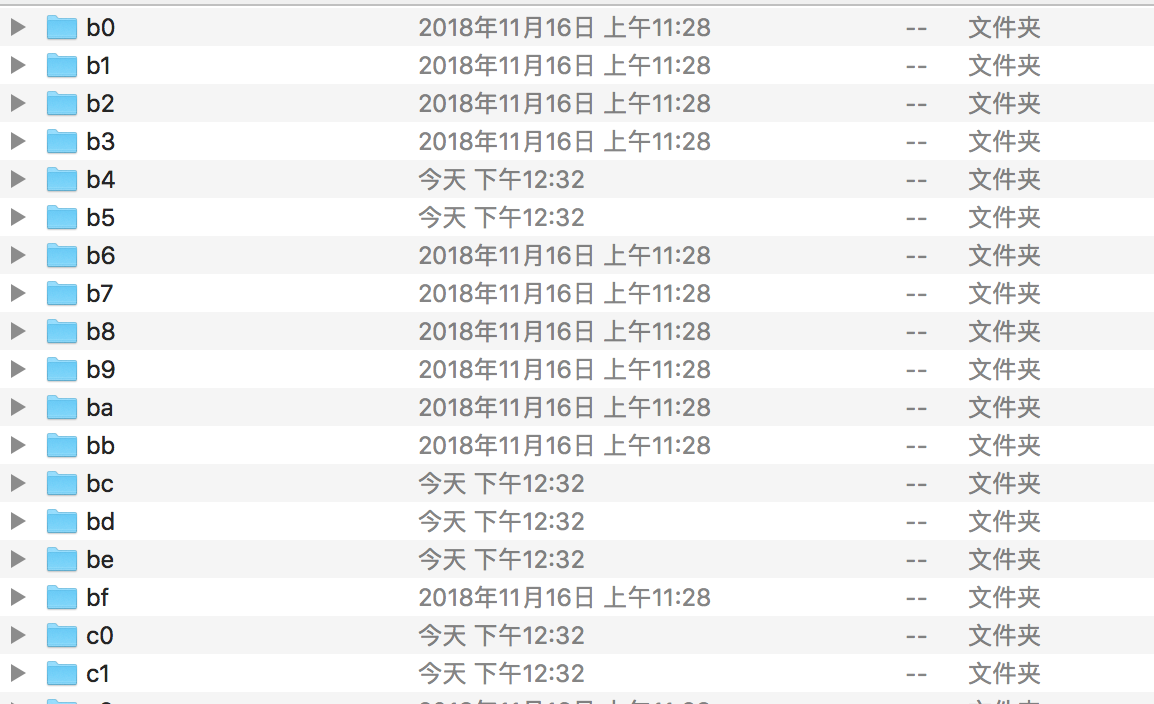 b0 2018年11月16日 上午11:28 -- 文件夹
b1 2018年11月16日 上午11:28 -- 文件夹
b2 2018年11月16日 上午11:28 -- 文件夹
b3 2018年11月16日 上午11:28 -- 文件夹
b4 今天 下午12:32 -- 文件夹
b5 今天 下午12:32 -- 文件夹
b6 2018年11月16日 上午11:28 -- 文件夹
b7 2018年11月16日 上午11:28 -- 文件夹
b8 2018年11月16日 上午11:28 -- 文件夹
b9 2018年11月16日 上午11:28 -- 文件夹
ba 2018年11月16日 上午11:28 -- 文件夹
bb 2018年11月16日 上午11:28 -- 文件夹
bc 今天 下午12:32 -- 文件夹
bd 今天 下午12:32 -- 文件夹
be 今天 下午12:32 -- 文件夹
bf 2018年11月16日 上午11:28 -- 文件夹
c0 今天 下午12:32 -- 文件夹
c1 今天 下午12:32 -- 文件夹